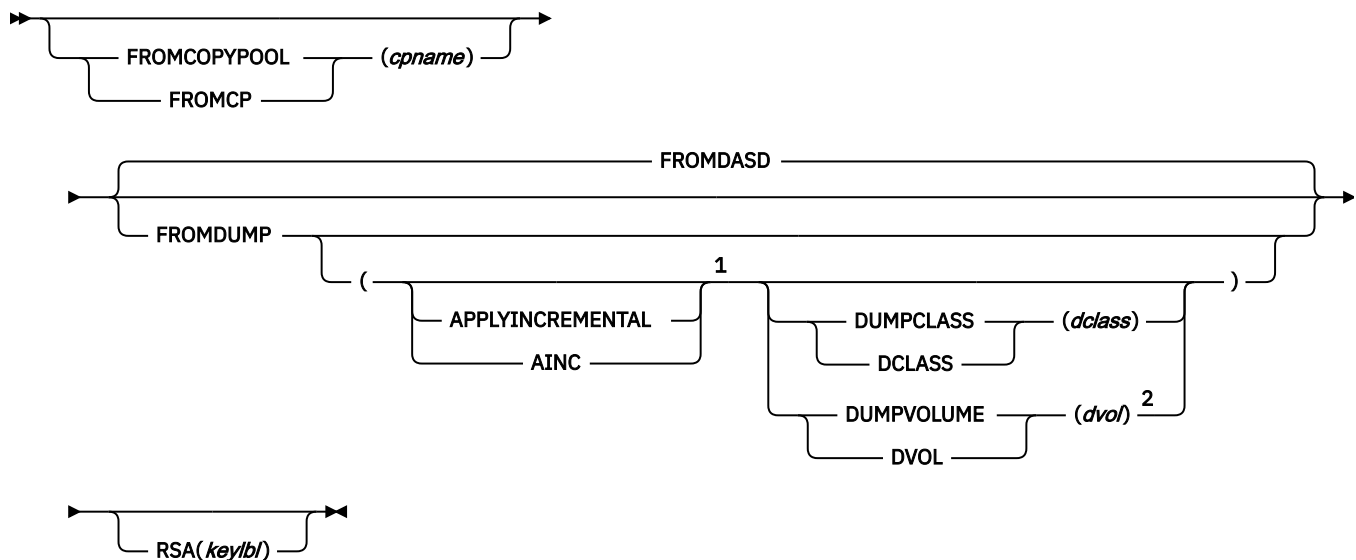 FROMCOPYPOOL (cpname)
FROMCP
FROMDASD
FROMDUMP
( 1 )
APPLYINCREMENTAL DUMPCLASS (dclass)
AINC DCLASS
DUMPVOLUME (dvol) 2
DVOL
RSA(keylbl)